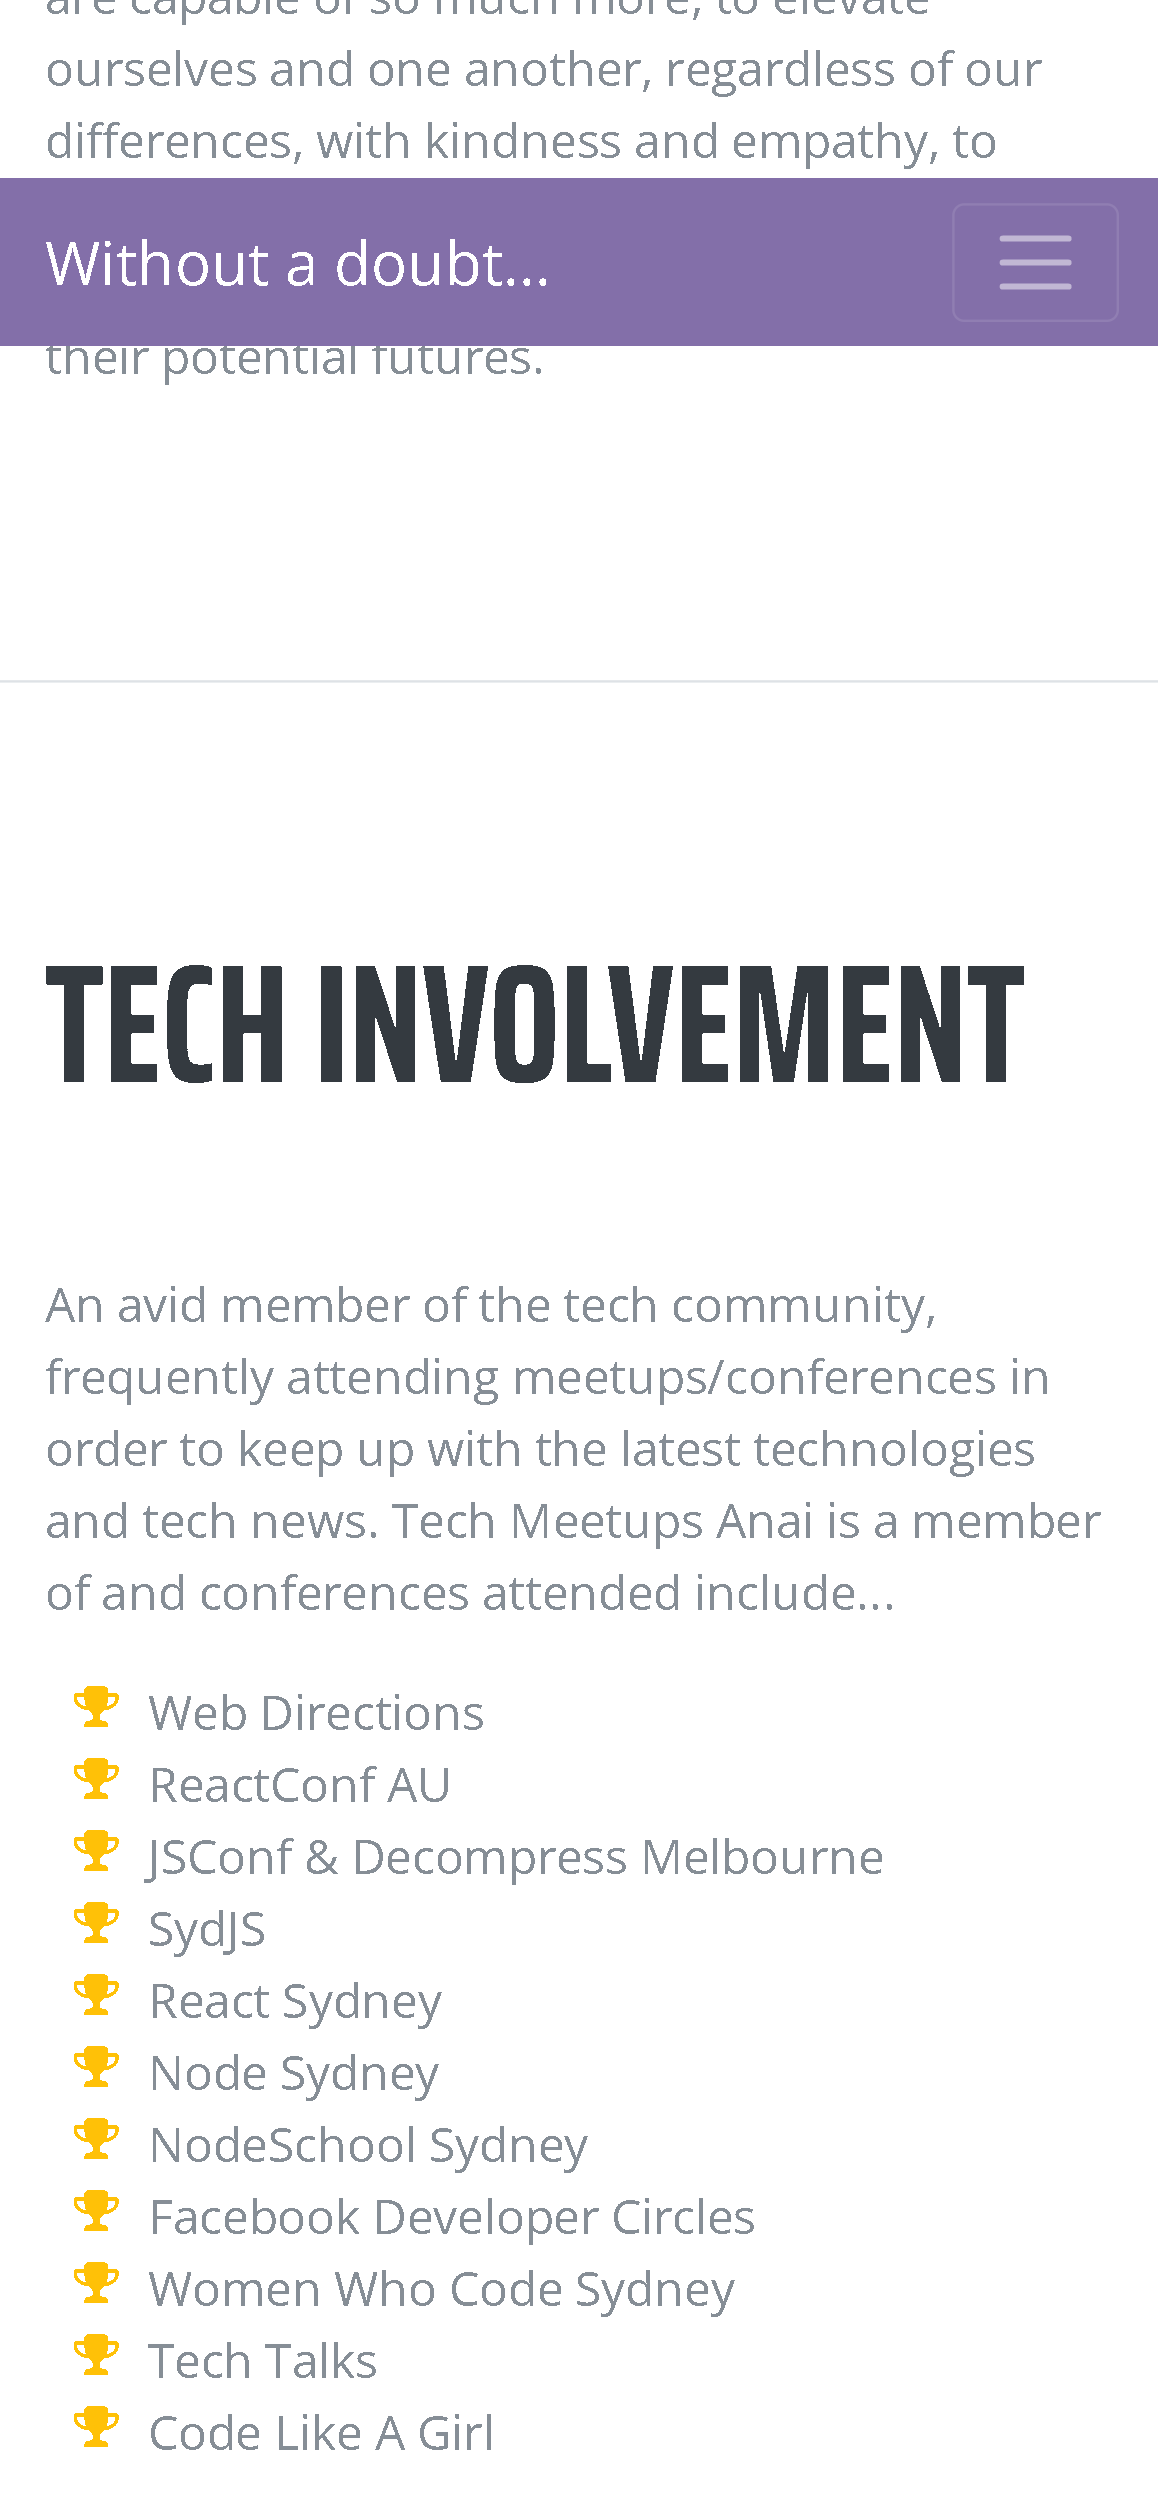 are capable of so much more, to elevate
ourselves and one another, regardless of our
differences, with kindness and empathy, to
Without a doubt...
their potential futures.
TECH INVOLVEMENT
An avid member of the tech community,
frequently attending meetups/conferences in
order to keep up with the latest technologies
and tech news. Tech Meetups Anai is a member
of and conferences attended include...
Web Directions
ReactConf AU
JSConf & Decompress Melbourne
SydJS
React Sydney
Node Sydney
NodeSchool Sydney
Facebook Developer Circles
Women Who Code Sydney
Tech Talks
Code Like A Girl